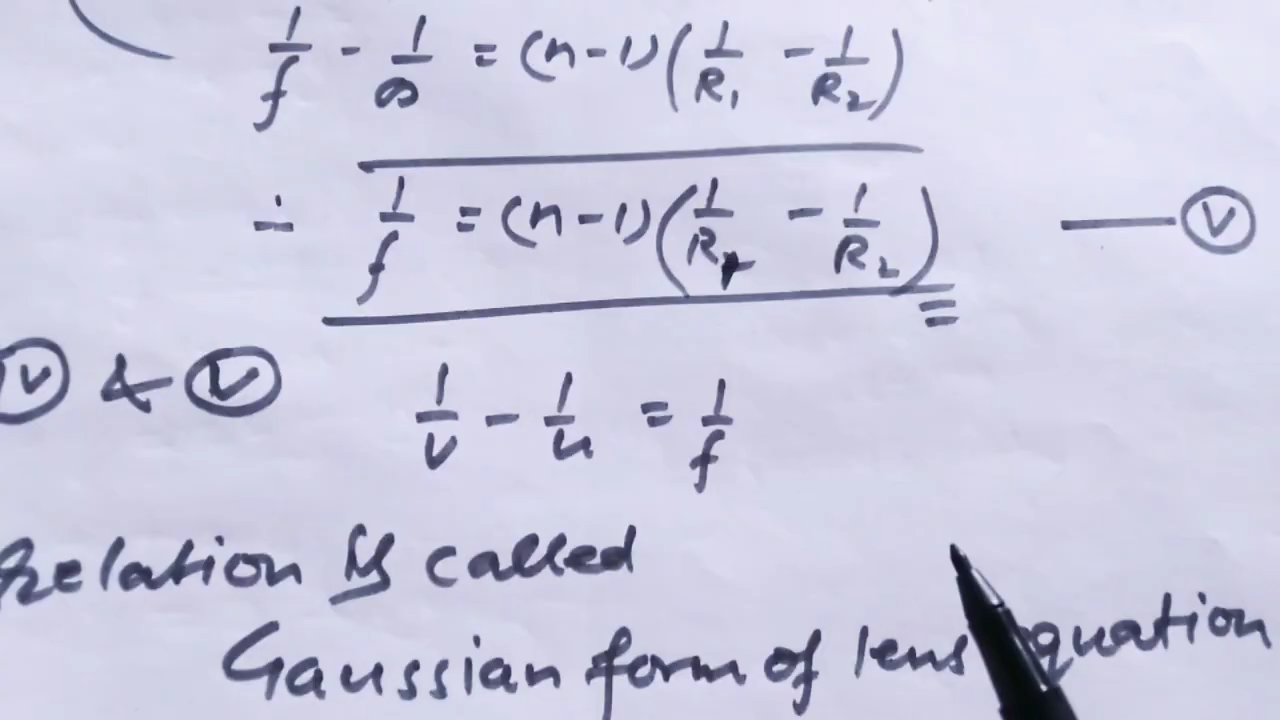 1/f - 1/∞ = (n-1)(1/R₁ - 1/R₂)
∴ 1/f = (n-1)(1/R₁ - 1/R₂) — (V)
& (V) 1/v - 1/u = 1/f
relation is called
Gaussian form of lens equation